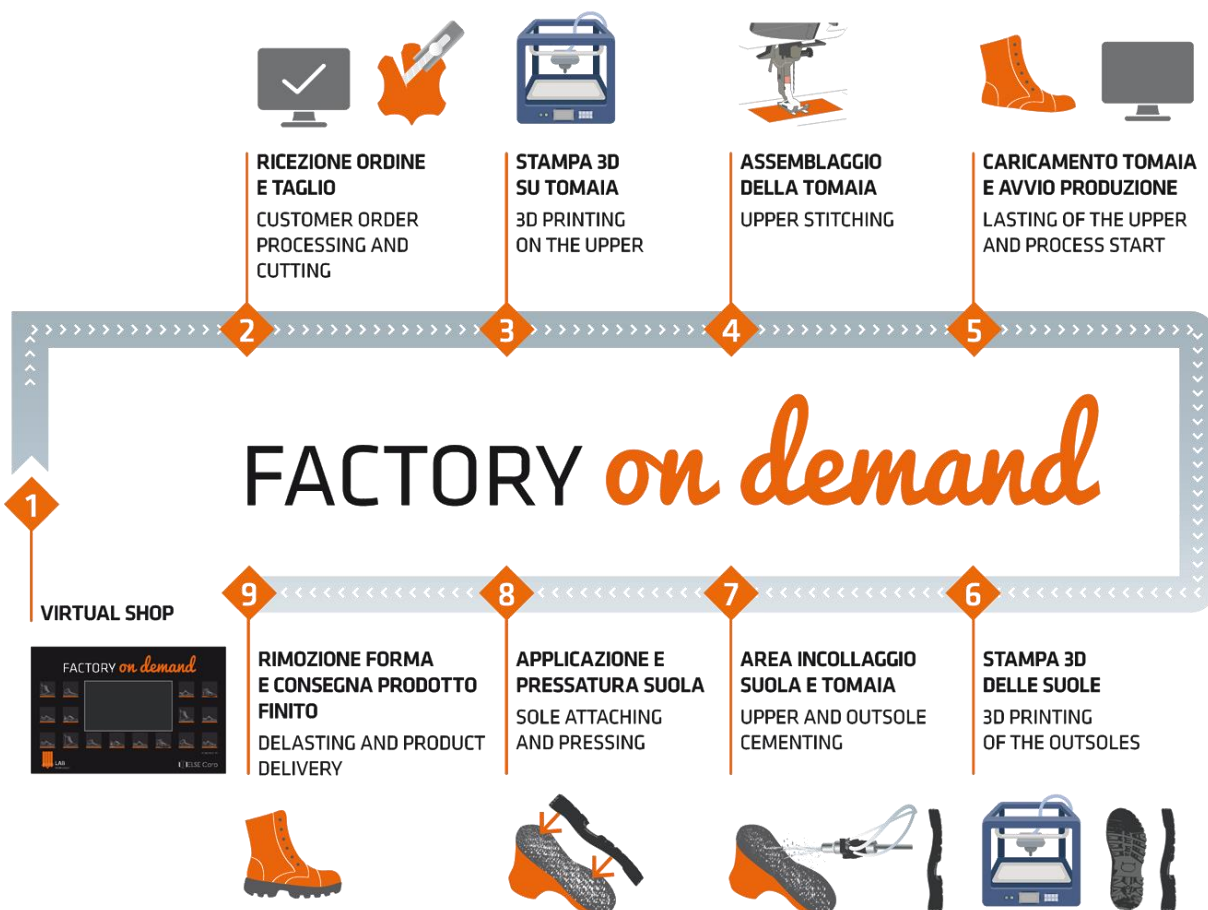 RICEZIONE ORDINE
E TAGLIO
CUSTOMER ORDER
PROCESSING AND
CUTTING
STAMPA 3D
SU TOMAIA
3D PRINTING
ON THE UPPER
ASSEMBLAGGIO
DELLA TOMAIA
UPPER STITCHING
CARICAMENTO TOMAIA
E AVVIO PRODUZIONE
LASTING OF THE UPPER
AND PROCESS START
2
3
4
5
FACTORY on demand
1
VIRTUAL SHOP
FACTORY on demand
LAB
9
8
7
6
RIMOZIONE FORMA
E CONSEGNA PRODOTTO
FINITO
DELASTING AND PRODUCT
DELIVERY
APPLICAZIONE E
PRESSATURA SUOLA
SOLE ATTACHING
AND PRESSING
AREA INCOLLAGGIO
SUOLA E TOMAIA
UPPER AND OUTSOLE
CEMENTING
STAMPA 3D
DELLE SUOLE
3D PRINTING
OF THE OUTSOLES